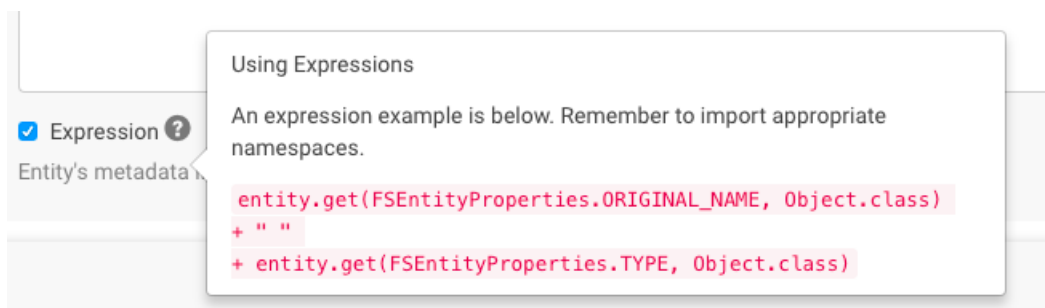 Using Expressions
An expression example is below. Remember to import appropriate
namespaces.
Expression ?
Entity's metadata
entity.get(FSEntityProperties.ORIGINAL_NAME, Object.class)
+ " "
+ entity.get(FSEntityProperties.TYPE, Object.class)